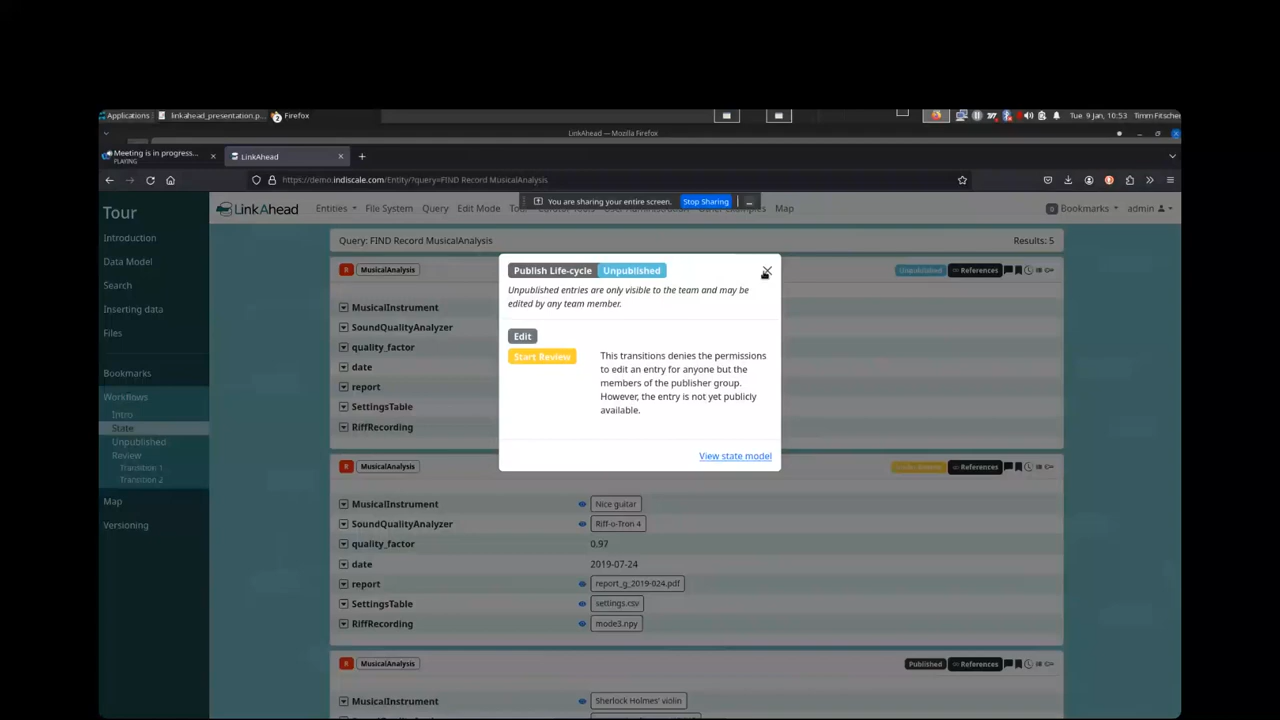 Applications linkahead_presentation.p... Firefox Tue. 9 Jan, 10:53 Timm Fitscher
LinkAhead — Mozilla Firefox
Meeting is in progress...
PLAYING
LinkAhead
https://demo.indiscale.com/Entity/?query=FIND Record MusicalAnalysis
You are sharing your entire screen. Stop Sharing
Tour
LinkAhead Entities File System Query Edit Mode Map 0 Bookmarks admin
Introduction
Data Model
Search
Inserting data
Files
Bookmarks
Workflows
Intro
State
Unpublished
Review
Transition 1
Transition 2
Map
Versioning
Query: FIND Record MusicalAnalysis Results: 5
R MusicalAnalysis Unpublished References
MusicalInstrument
SoundQualityAnalyzer
quality_factor
date
report
SettingsTable
RiffRecording
Publish Life-cycle Unpublished
Unpublished entries are only visible to the team and may be
edited by any team member.
Edit
Start Review
This transitions denies the permissions
to edit an entry for anyone but the
members of the publisher group.
However, the entry is not yet publicly
available.
View state model
R MusicalAnalysis References
MusicalInstrument Nice guitar
SoundQualityAnalyzer Riff-o-Tron 4
quality_factor 0.97
date 2019-07-24
report report_g_2019-024.pdf
SettingsTable settings.csv
RiffRecording mode3.npy
R MusicalAnalysis Published References
MusicalInstrument Sherlock Holmes' violin